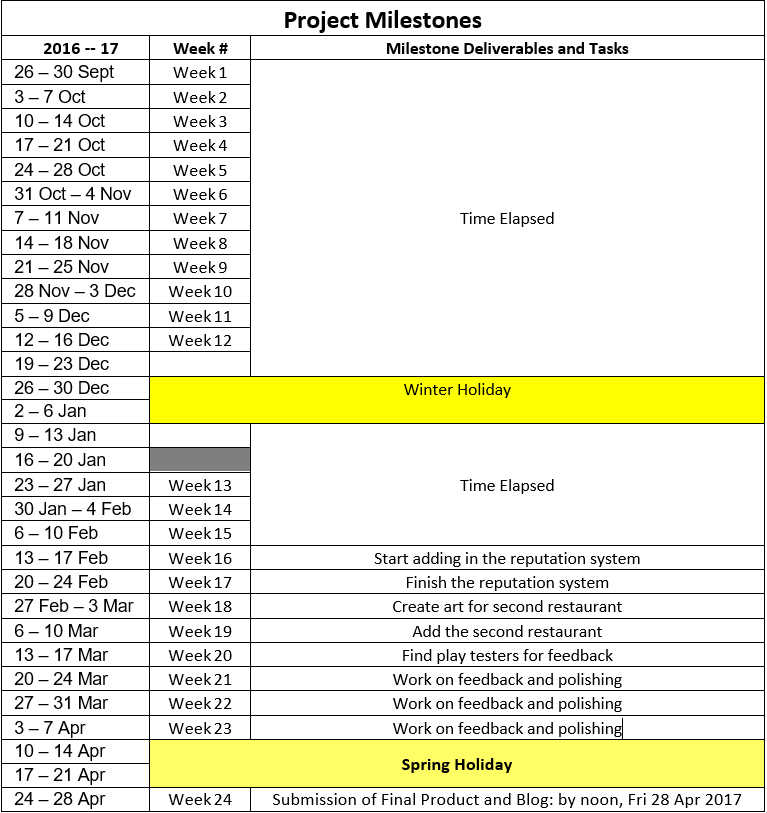 Project Milestones
2016 -- 17 Week # Milestone Deliverables and Tasks
26 – 30 Sept Week 1
3 – 7 Oct Week 2
10 – 14 Oct Week 3
17 – 21 Oct Week 4
24 – 28 Oct Week 5
31 Oct – 4 Nov Week 6
7 – 11 Nov Week 7 Time Elapsed
14 – 18 Nov Week 8
21 – 25 Nov Week 9
28 Nov – 3 Dec Week 10
5 – 9 Dec Week 11
12 – 16 Dec Week 12
19 – 23 Dec
26 – 30 Dec Winter Holiday
2 – 6 Jan
9 – 13 Jan
16 – 20 Jan
23 – 27 Jan Week 13 Time Elapsed
30 Jan – 4 Feb Week 14
6 – 10 Feb Week 15
13 – 17 Feb Week 16 Start adding in the reputation system
20 – 24 Feb Week 17 Finish the reputation system
27 Feb – 3 Mar Week 18 Create art for second restaurant
6 – 10 Mar Week 19 Add the second restaurant
13 – 17 Mar Week 20 Find play testers for feedback
20 – 24 Mar Week 21 Work on feedback and polishing
27 – 31 Mar Week 22 Work on feedback and polishing
3 – 7 Apr Week 23 Work on feedback and polishing
10 – 14 Apr Spring Holiday
17 – 21 Apr
24 – 28 Apr Week 24 Submission of Final Product and Blog: by noon, Fri 28 Apr 2017